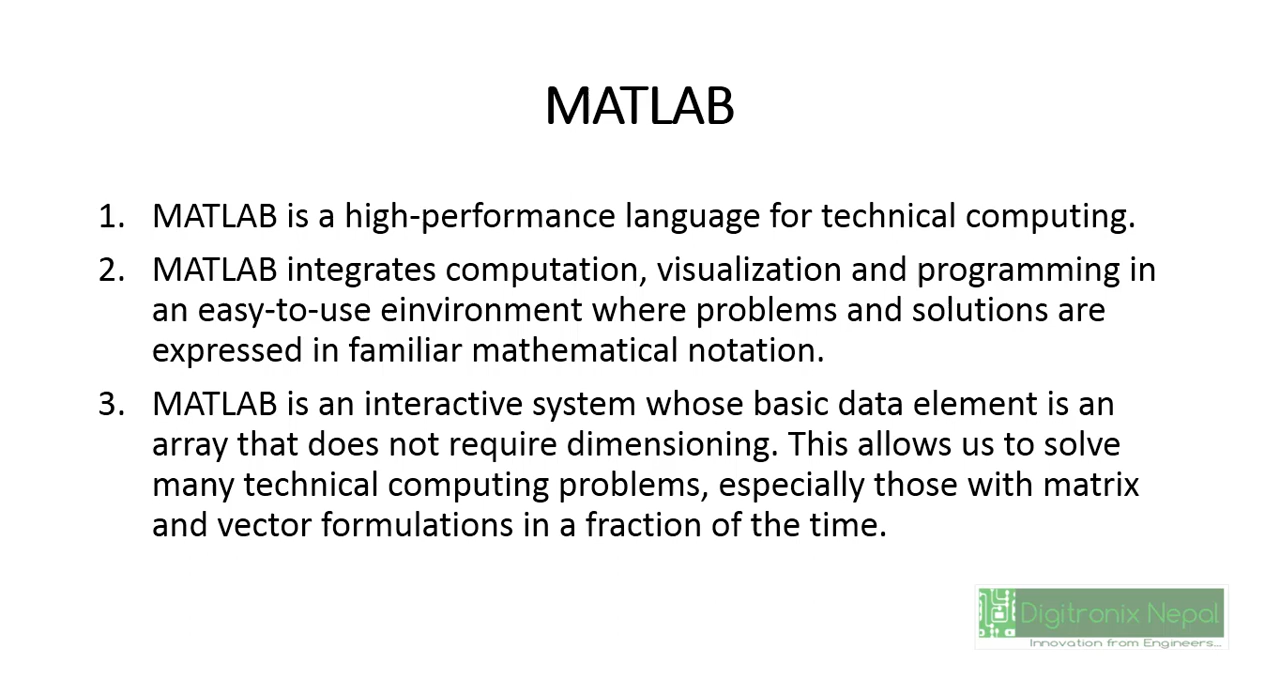 MATLAB
1. MATLAB is a high-performance language for technical computing.
2. MATLAB integrates computation, visualization and programming in
an easy-to-use einvironment where problems and solutions are
expressed in familiar mathematical notation.
3. MATLAB is an interactive system whose basic data element is an
array that does not require dimensioning. This allows us to solve
many technical computing problems, especially those with matrix
and vector formulations in a fraction of the time.
Digitronix Nepal
Innovation from Engineers...